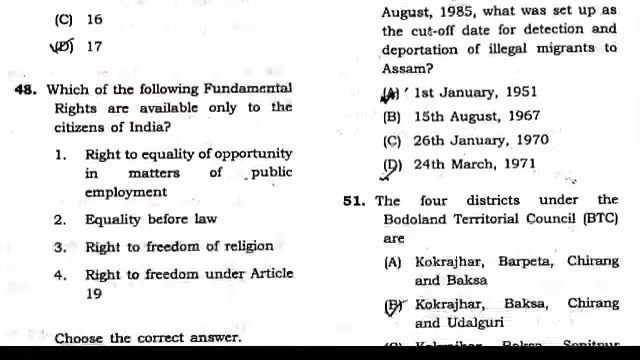 (C) 16
(D) 17
48. Which of the following Fundamental
Rights are available only to the
citizens of India?
1. Right to equality of opportunity
in matters of public
employment
2. Equality before law
3. Right to freedom of religion
4. Right to freedom under Article
19
Choose the correct answer.
August, 1985, what was set up as
the cut-off date for detection and
deportation of illegal migrants to
Assam?
(A) 1st January, 1951
(B) 15th August, 1967
(C) 26th January, 1970
(D) 24th March, 1971
51. The four districts under the
Bodoland Territorial Council (BTC)
are
(A) Kokrajhar, Barpeta, Chirang
and Baksa
(B) Kokrajhar, Baksa, Chirang
and Udalguri